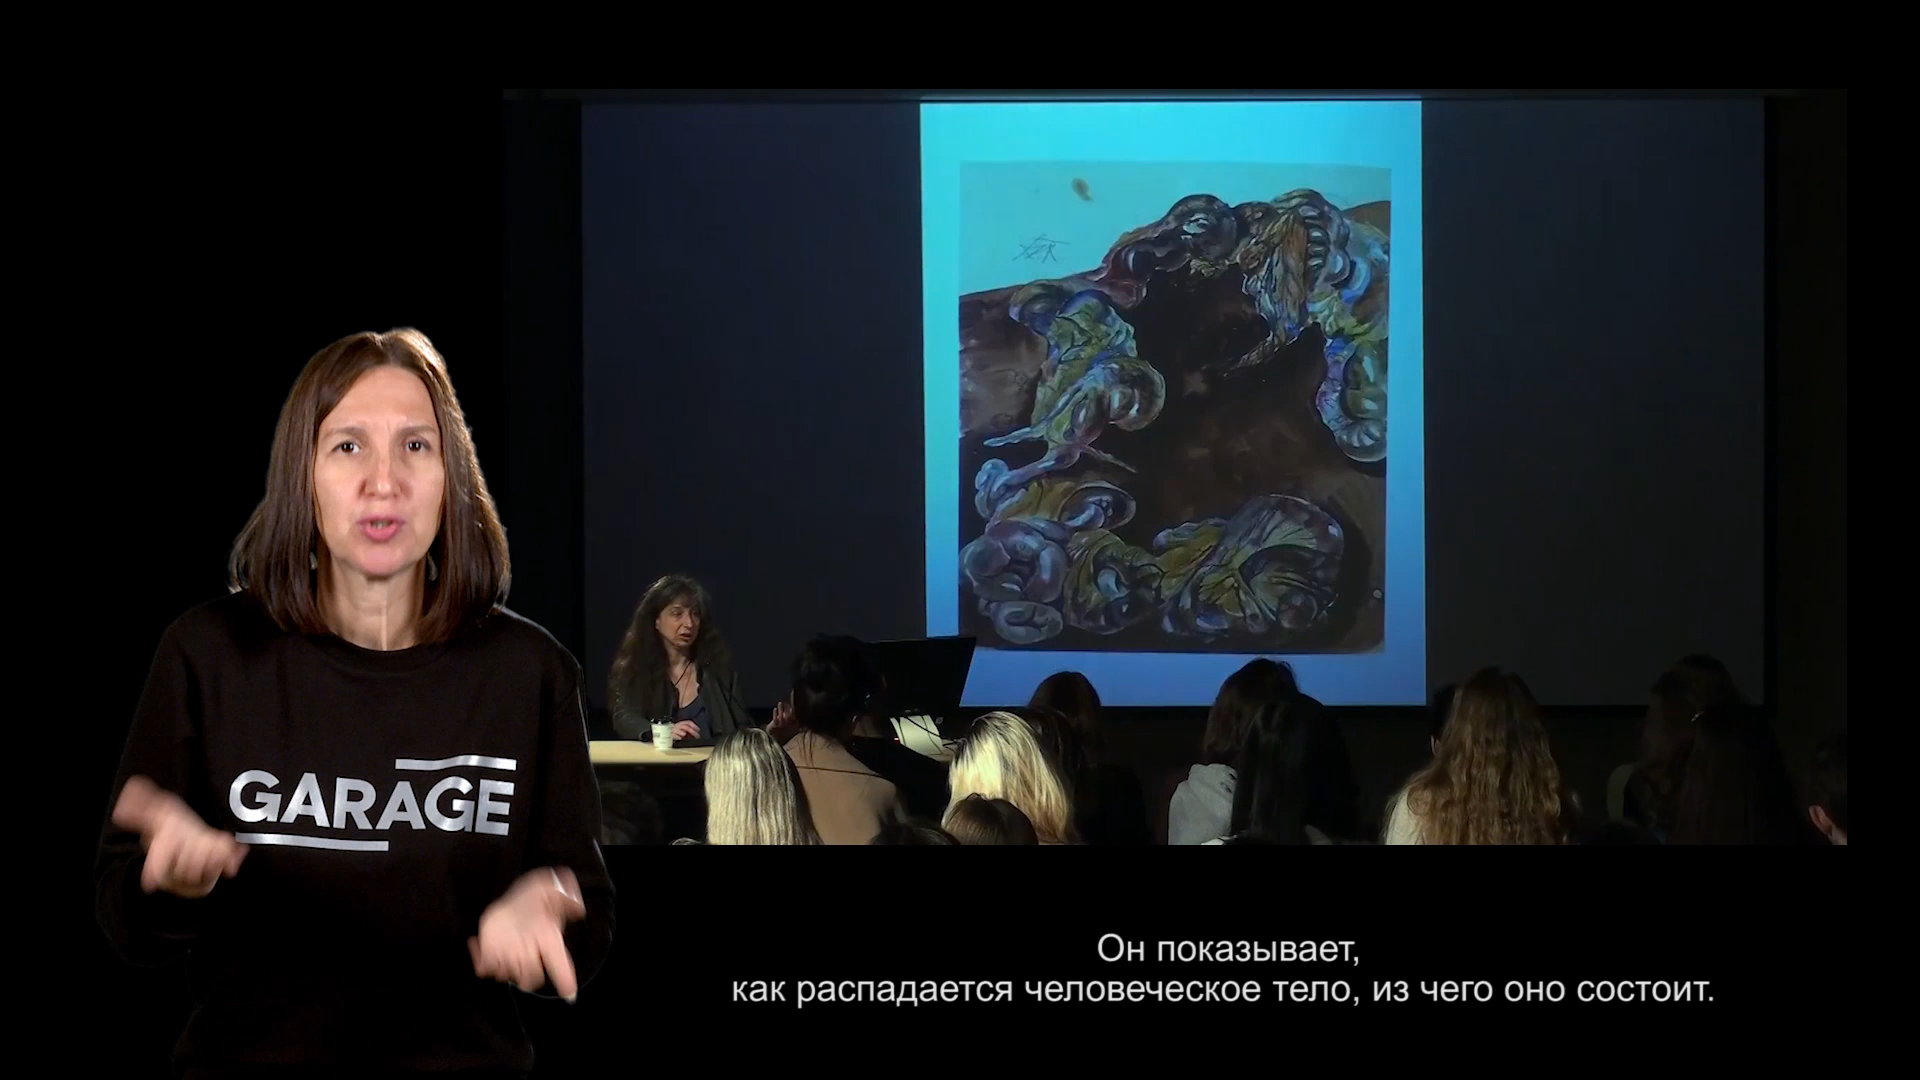 GARAGE
Он показывает,
как распадается человеческое тело, из чего оно состоит.